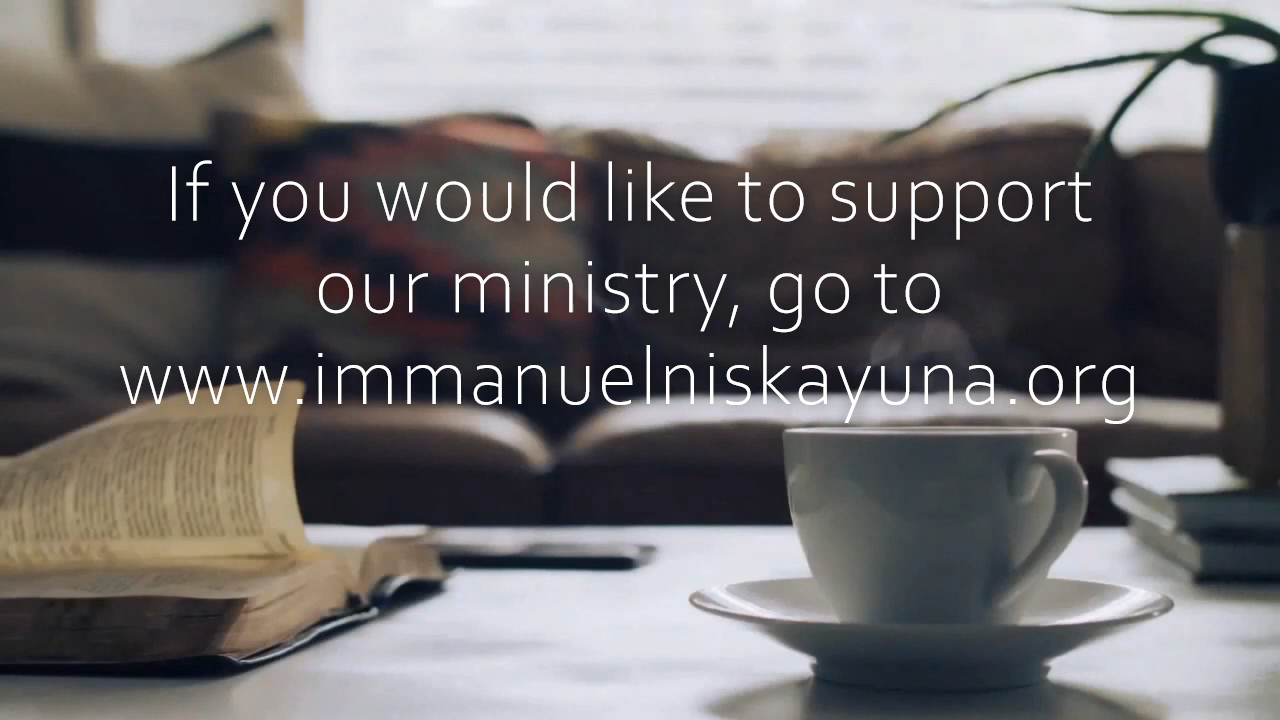 If you would like to support
our ministry, go to
www.immanuelniskayuna.org